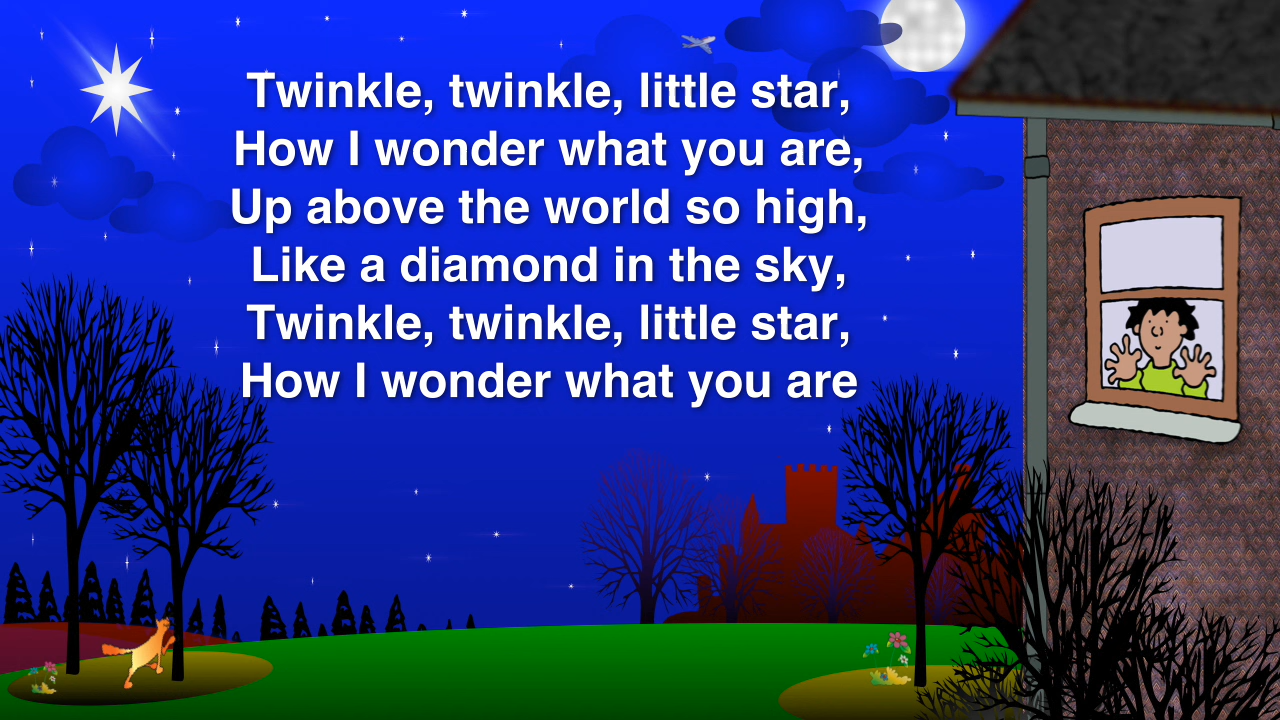 Twinkle, twinkle, little star,
How I wonder what you are,
Up above the world so high,
Like a diamond in the sky,
Twinkle, twinkle, little star,
How I wonder what you are